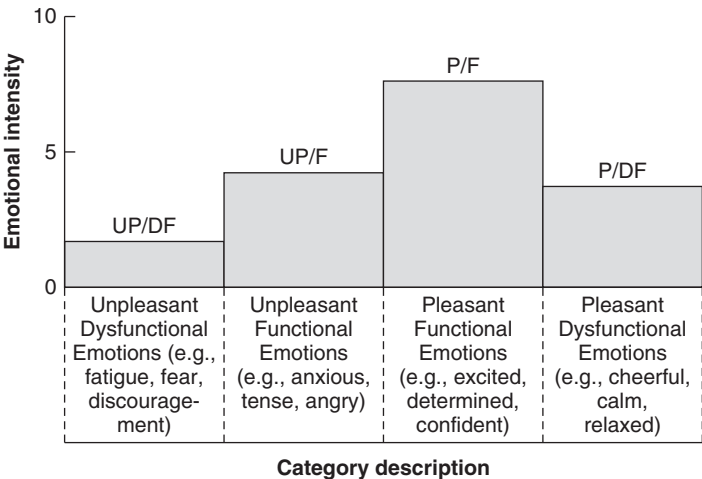 10
Emotional intensity
P/F
5
UP/F
P/DF
UP/DF
0
Unpleasant
Dysfunctional
Emotions (e.g.,
fatigue, fear,
discourage-
ment)
Unpleasant
Functional
Emotions
(e.g., anxious,
tense, angry)
Pleasant
Functional
Emotions
(e.g., excited,
determined,
confident)
Pleasant
Dysfunctional
Emotions
(e.g., cheerful,
calm,
relaxed)
Category description